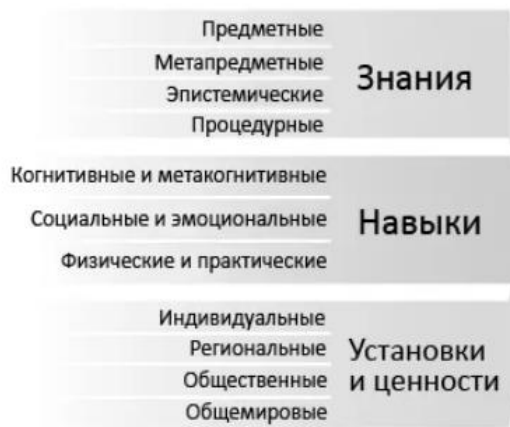 Предметные
Метапредметные
Эпистемические
Процедурные
Знания
Когнитивные и метакогнитивные
Социальные и эмоциональные
Физические и практические
Навыки
Индивидуальные
Региональные
Общественные
Общемировые
Установки
и ценности